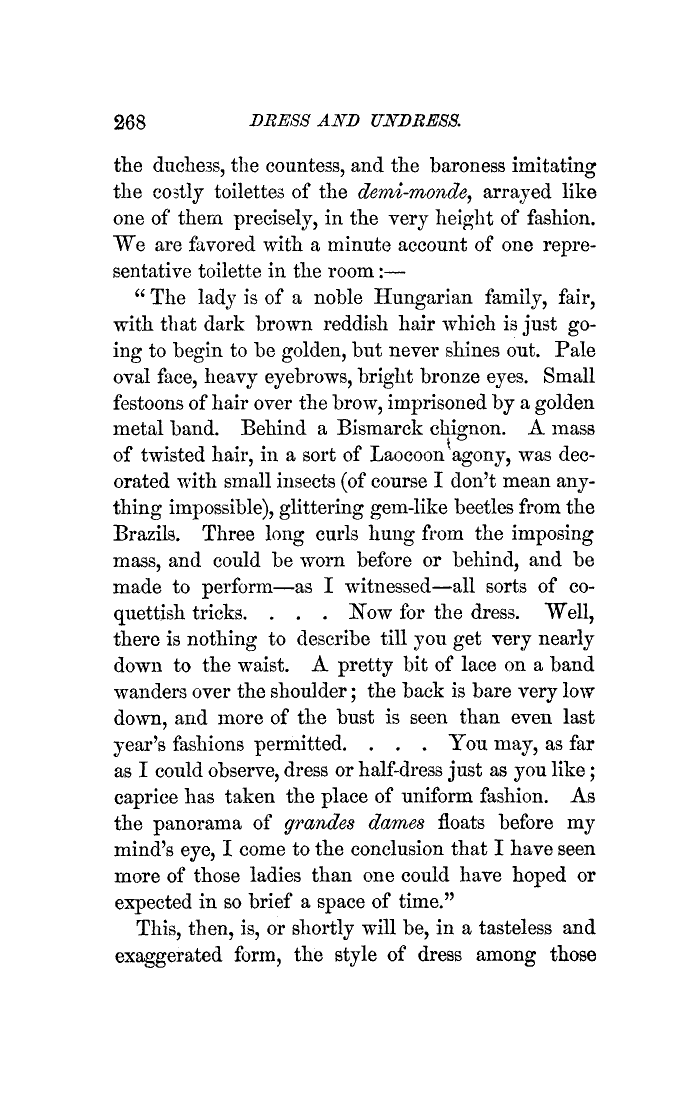 268 DRESS AND UNDRESS.
the duchess, the countess, and the baroness imitating
the costly toilettes of the demi-monde, arrayed like
one of them precisely, in the very height of fashion.
We are favored with a minute account of one repre-
sentative toilette in the room :—
“ The lady is of a noble Hungarian family, fair,
with that dark brown reddish hair which is just go-
ing to begin to be golden, but never shines out. Pale
oval face, heavy eyebrows, bright bronze eyes. Small
festoons of hair over the brow, imprisoned by a golden
metal band. Behind a Bismarck chignon. A mass
of twisted hair, in a sort of Laocoon agony, was dec-
orated with small insects (of course I don’t mean any-
thing impossible), glittering gem-like beetles from the
Brazils. Three long curls hung from the imposing
mass, and could be worn before or behind, and be
made to perform—as I witnessed—all sorts of co-
quettish tricks. . . . Now for the dress. Well,
there is nothing to describe till you get very nearly
down to the waist. A pretty bit of lace on a band
wanders over the shoulder; the back is bare very low
down, and more of the bust is seen than even last
year’s fashions permitted. . . . You may, as far
as I could observe, dress or half-dress just as you like;
caprice has taken the place of uniform fashion. As
the panorama of grandes dames floats before my
mind’s eye, I come to the conclusion that I have seen
more of those ladies than one could have hoped or
expected in so brief a space of time.”
This, then, is, or shortly will be, in a tasteless and
exaggerated form, the style of dress among those